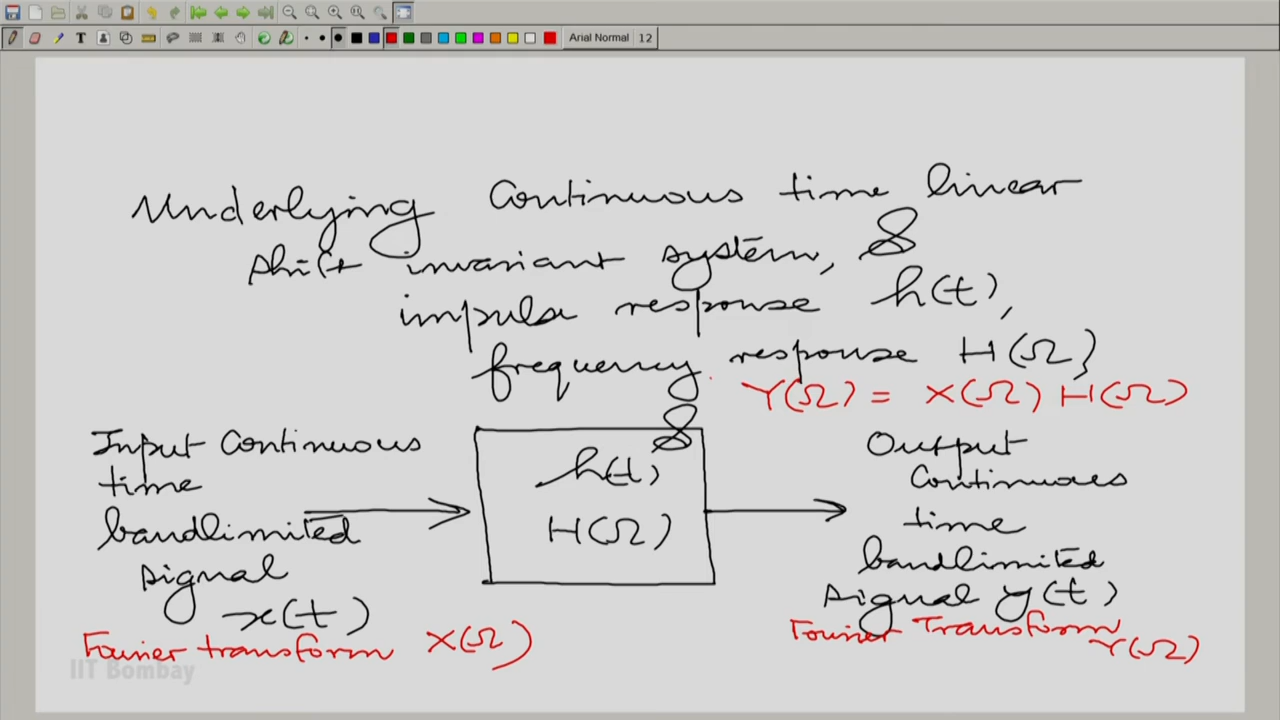 Arial Normal 12
Underlying Continuous time linear
shift invariant system, S
impulse response h(t),
frequency response H(Ω)
Y(Ω) = X(Ω) H(Ω)
S
Input Continuous
time
bandlimited
signal
x(t)
Fourier transform X(Ω)
h(t)
H(Ω)
Output
Continuous
time
bandlimited
signal y(t)
Fourier Transform
Y(Ω)
IIT Bombay